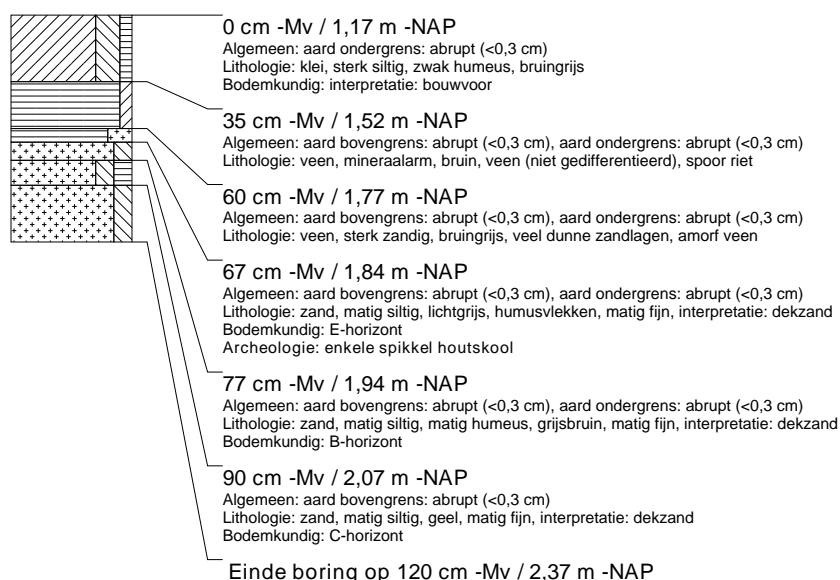 0 cm -Mv / 1,17 m -NAP
Algemeen: aard ondergrens: abrupt (<0,3 cm)
Lithologie: klei, sterk siltig, zwak humeus, bruingrijs
Bodemkundig: interpretatie: bouwvoor
35 cm -Mv / 1,52 m -NAP
Algemeen: aard bovengrens: abrupt (<0,3 cm), aard ondergrens: abrupt (<0,3 cm)
Lithologie: veen, mineraalarm, bruin, veen (niet gedifferentieerd), spoor riet
60 cm -Mv / 1,77 m -NAP
Algemeen: aard bovengrens: abrupt (<0,3 cm), aard ondergrens: abrupt (<0,3 cm)
Lithologie: veen, sterk zandig, bruingrijs, veel dunne zandlagen, amorf veen
67 cm -Mv / 1,84 m -NAP
Algemeen: aard bovengrens: abrupt (<0,3 cm), aard ondergrens: abrupt (<0,3 cm)
Lithologie: zand, matig siltig, lichtgrijs, humusvlekken, matig fijn, interpretatie: dekzand
Bodemkundig: E-horizont
Archeologie: enkele spikkel houtskool
77 cm -Mv / 1,94 m -NAP
Algemeen: aard bovengrens: abrupt (<0,3 cm), aard ondergrens: abrupt (<0,3 cm)
Lithologie: zand, matig siltig, matig humeus, grijsbruin, matig fijn, interpretatie: dekzand
Bodemkundig: B-horizont
90 cm -Mv / 2,07 m -NAP
Algemeen: aard bovengrens: abrupt (<0,3 cm)
Lithologie: zand, matig siltig, geel, matig fijn, interpretatie: dekzand
Bodemkundig: C-horizont
Einde boring op 120 cm -Mv / 2,37 m -NAP